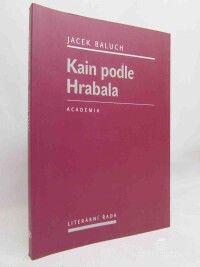 JACEK BALUCH
Kain podle
Hrabala
ACADEMIA
LITERÁRNÍ ŘADA